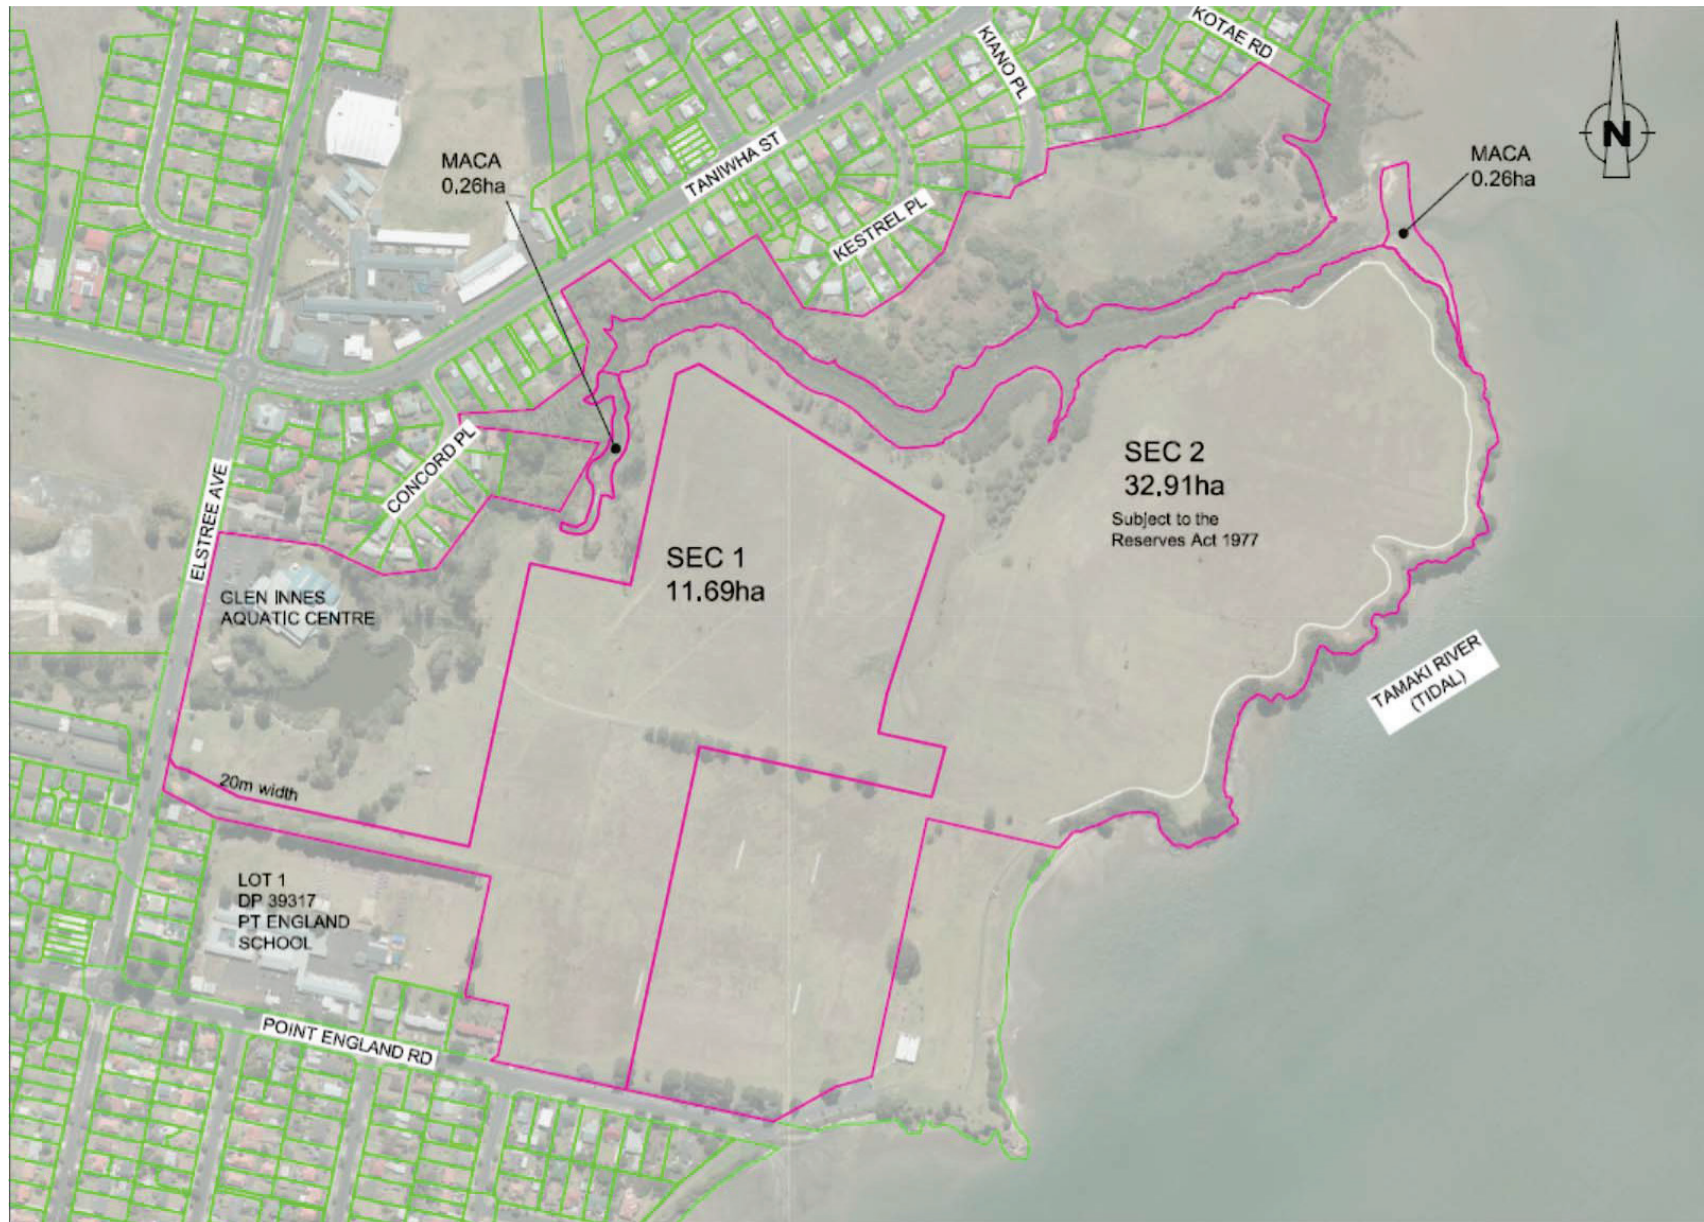 KOTAE RD
KIANO PL
N
MACA
0.26ha
TANIWHA ST
MACA
0.26ha
KESTREL PL
CONCORD PL
SEC 2
32.91ha
Subject to the
Reserves Act 1977
ELSTREE AVE
SEC 1
11.69ha
GLEN INNES
AQUATIC CENTRE
TAMAKI RIVER
(TIDAL)
20m width
LOT 1
DP 39317
PT ENGLAND
SCHOOL
POINT ENGLAND RD